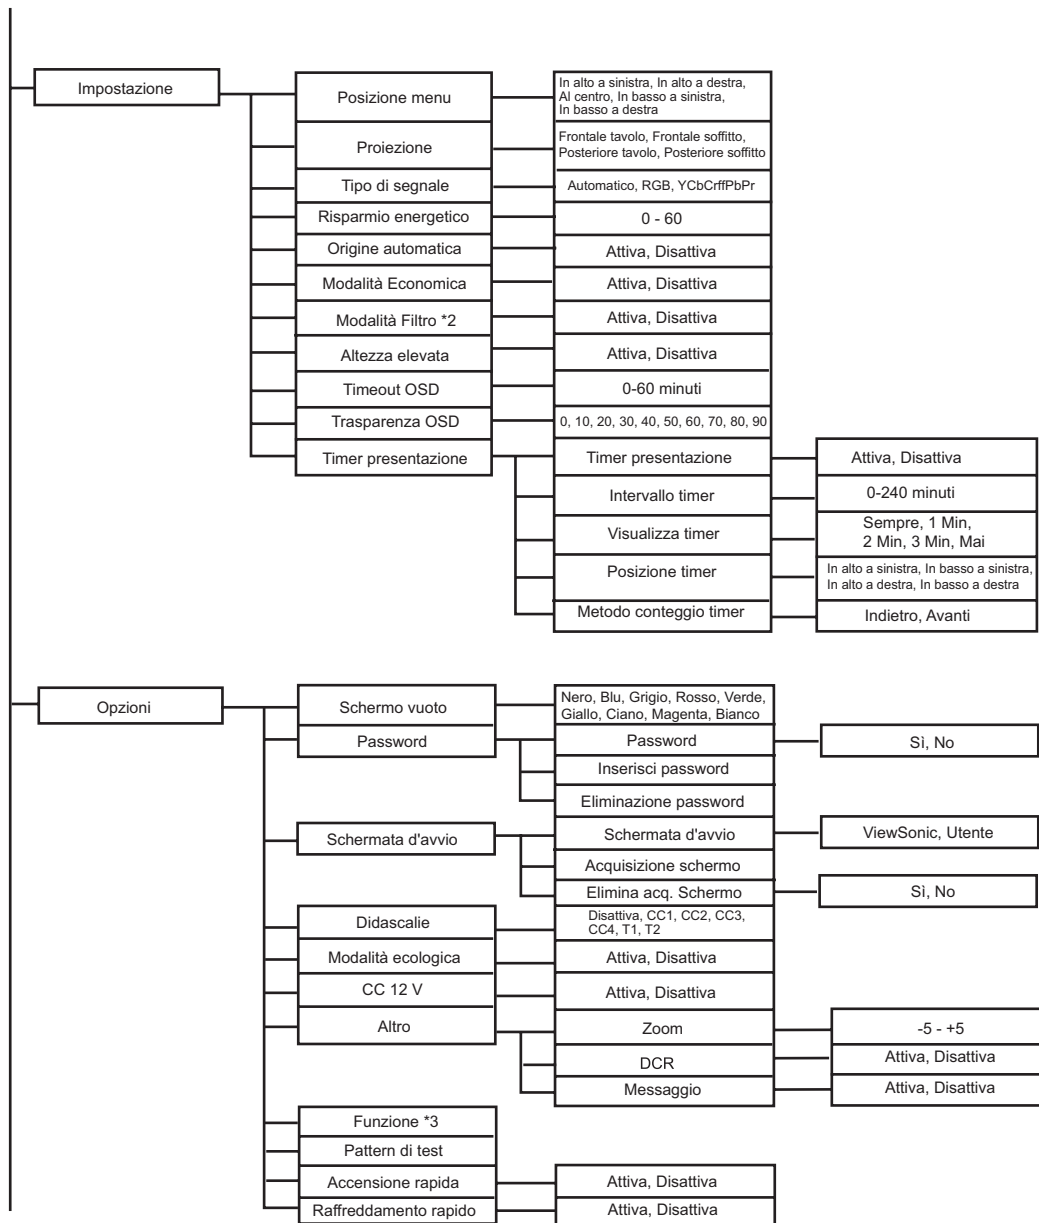 Impostazione
Posizione menu
In alto a sinistra, In alto a destra,
Al centro, In basso a sinistra,
In basso a destra
Proiezione
Frontale tavolo, Frontale soffitto,
Posteriore tavolo, Posteriore soffitto
Tipo di segnale
Automatico, RGB, YCbCrffPbPr
Risparmio energetico
0 - 60
Origine automatica
Attiva, Disattiva
Modalità Economica
Attiva, Disattiva
Modalità Filtro *2
Attiva, Disattiva
Altezza elevata
Attiva, Disattiva
Timeout OSD
0-60 minuti
Trasparenza OSD
0, 10, 20, 30, 40, 50, 60, 70, 80, 90
Timer presentazione
Timer presentazione
Attiva, Disattiva
Intervallo timer
0-240 minuti
Visualizza timer
Sempre, 1 Min,
2 Min, 3 Min, Mai
Posizione timer
In alto a sinistra, In basso a sinistra,
In alto a destra, In basso a destra
Metodo conteggio timer
Indietro, Avanti
Opzioni
Schermo vuoto
Nero, Blu, Grigio, Rosso, Verde,
Giallo, Ciano, Magenta, Bianco
Password
Password
Sì, No
Inserisci password
Eliminazione password
Schermata d'avvio
Schermata d'avvio
ViewSonic, Utente
Acquisizione schermo
Elimina acq. Schermo
Sì, No
Didascalie
Disattiva, CC1, CC2, CC3,
CC4, T1, T2
Modalità ecologica
Attiva, Disattiva
CC 12 V
Attiva, Disattiva
Altro
Zoom
-5 - +5
DCR
Attiva, Disattiva
Messaggio
Attiva, Disattiva
Funzione *3
Pattern di test
Accensione rapida
Attiva, Disattiva
Raffreddamento rapido
Attiva, Disattiva